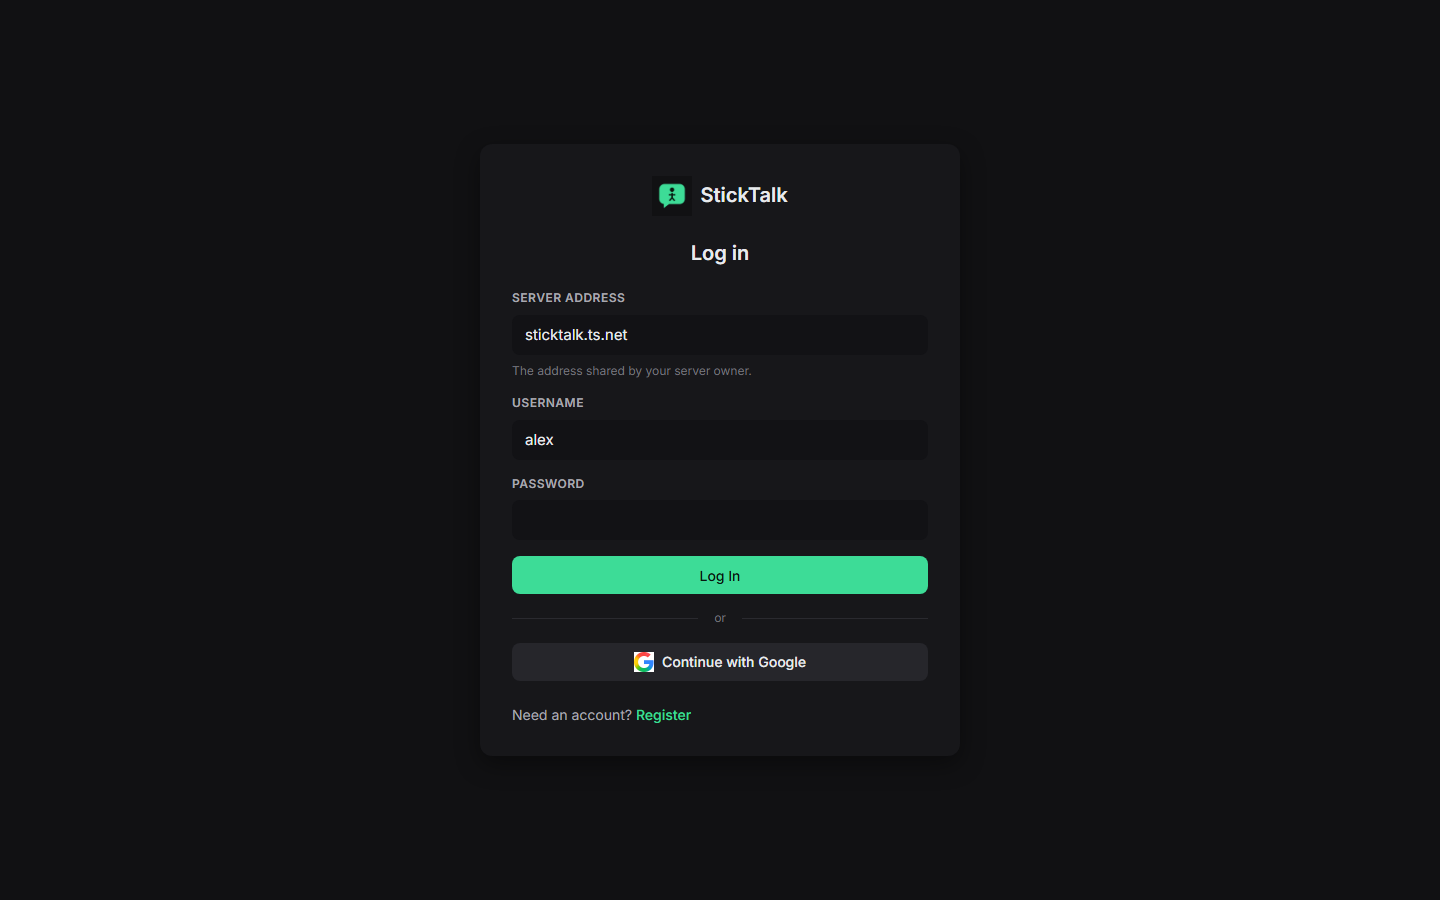 StickTalk
Log in
SERVER ADDRESS
sticktalk.ts.net
The address shared by your server owner.
USERNAME
alex
PASSWORD
Log In
or
Continue with Google
Need an account? Register